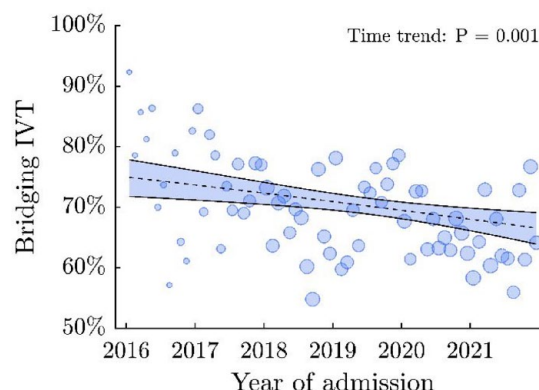 100%
Time trend: P = 0.001
90%
80%
70%
60%
50%
Bridging IVT
2016 2017 2018 2019 2020 2021
Year of admission